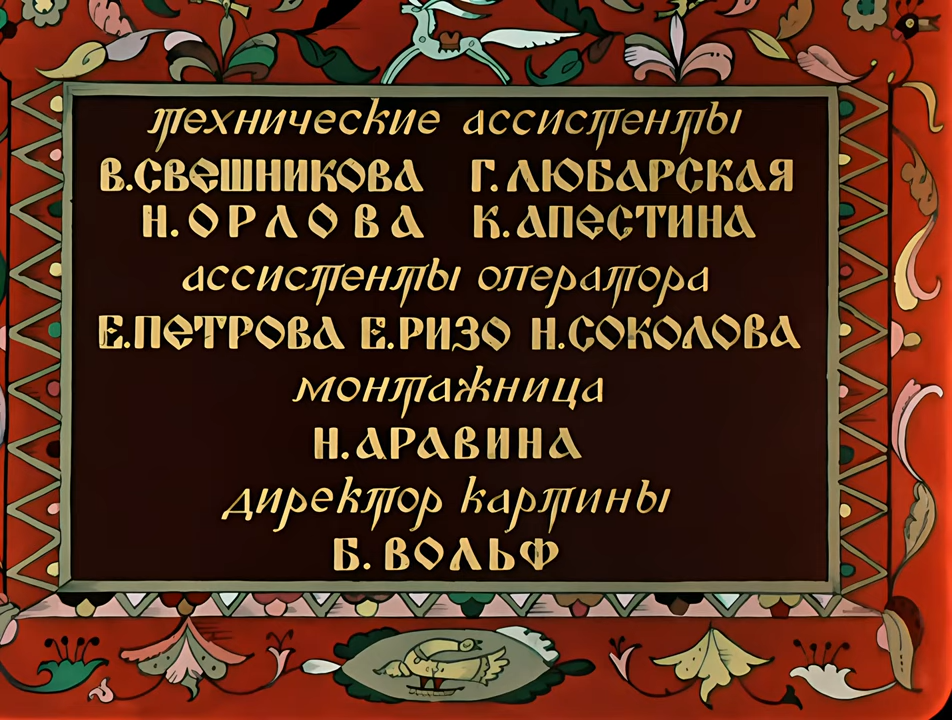 технические ассистенты
В.СВЕШНИКОВА Г.ЛЮБАРСКАЯ
Н.ОРЛОВА К.АПЕСТИНА
ассистенты оператора
Е.ПЕТРОВА Е.РИЗО Н.СОКОЛОВА
монтажница
Н.АРАВИНА
директор картины
Б.ВОЛЬФ